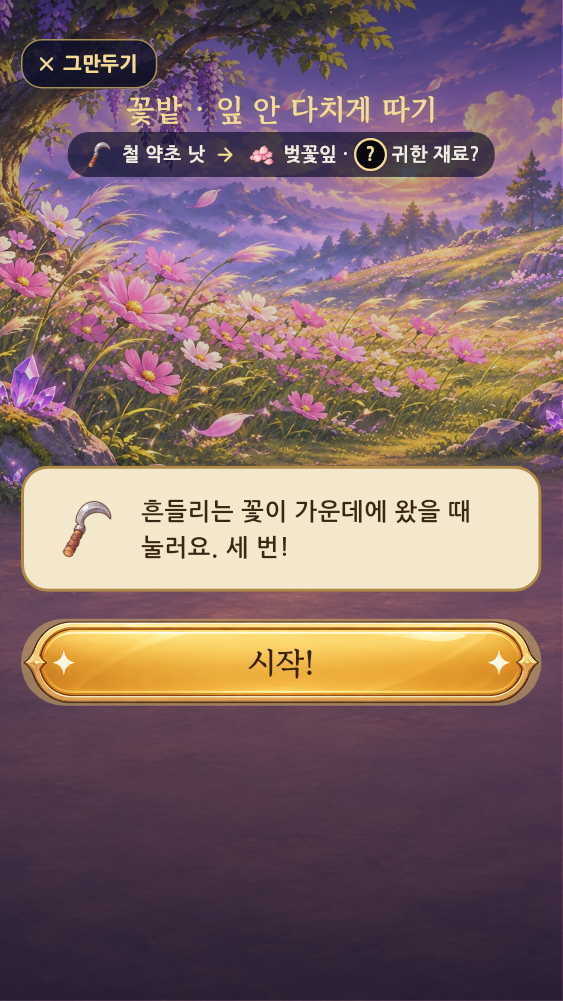 × 그만두기
꽃밭 · 잎 안 다치게 따기
철 약초 낫 → 벚꽃잎 · ? 귀한 재료?
흔들리는 꽃이 가운데에 왔을 때
눌러요. 세 번!
시작!